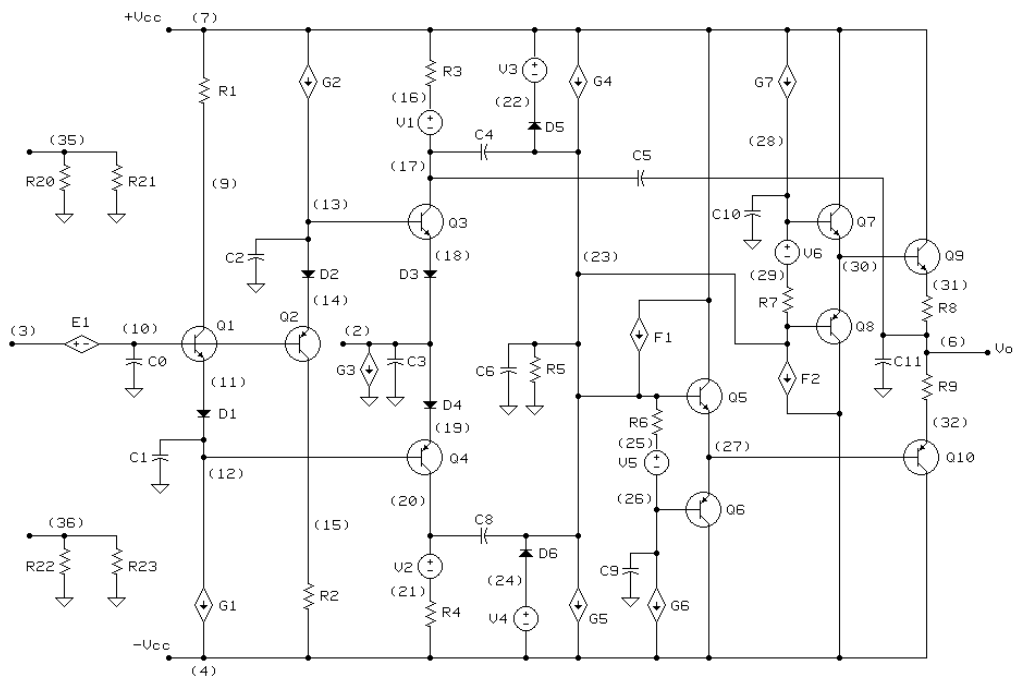 +Vcc (7)
R1
G2
R3
(16)
V1
V3
(22)
D5
G4
G7
C4
(17)
C5
(28)
(35)
R20
R21
(9)
(13)
Q3
C10
Q7
C2
D2
D3
(18)
(23)
V6
(30)
Q9
(14)
(29)
R7
(31)
R8
(3)
E1
(10)
Q1
Q2
(2)
Q8
F1
(6)
Vo
C0
G3
C3
C6
R5
F2
C11
R9
(11)
D1
D4
Q5
(19)
R6
(25)
(32)
C1
(12)
Q4
V5
(27)
Q10
(20)
(26)
Q6
(36)
(15)
C8
D6
R22
R23
V2
(24)
C9
(21)
G1
R2
R4
V4
G5
G6
-Vcc
(4)